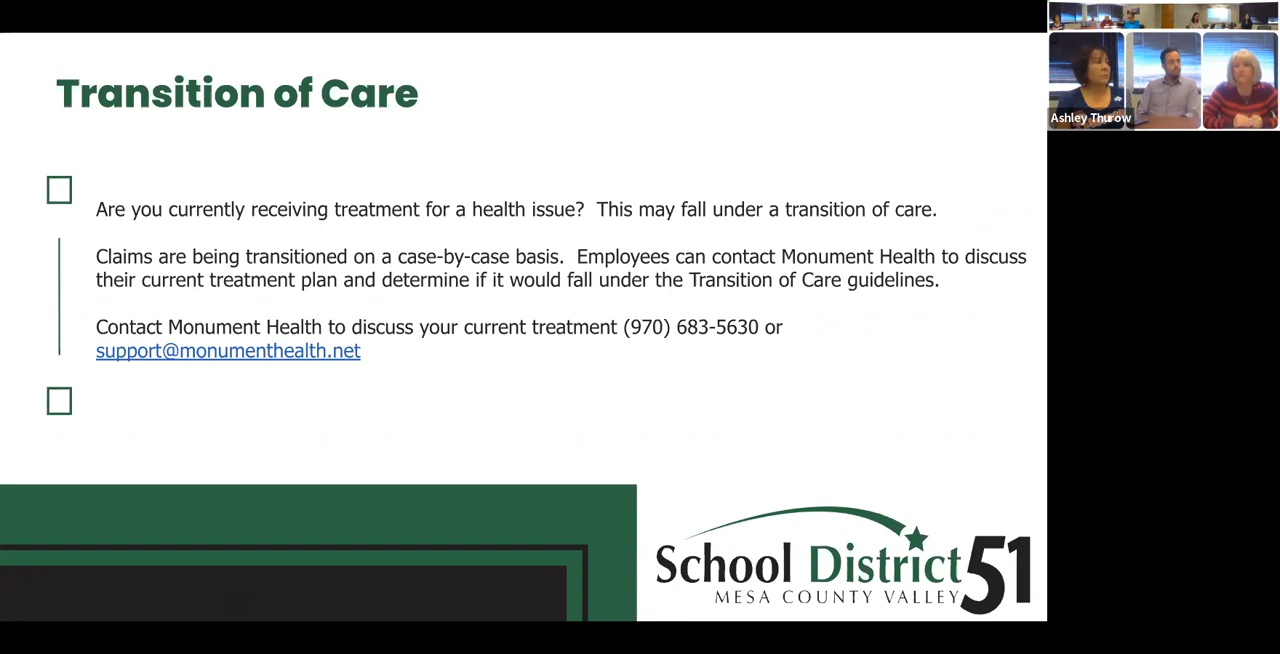 Transition of Care
Are you currently receiving treatment for a health issue?  This may fall under a transition of care.
Claims are being transitioned on a case-by-case basis.  Employees can contact Monument Health to discuss
their current treatment plan and determine if it would fall under the Transition of Care guidelines.
Contact Monument Health to discuss your current treatment (970) 683-5630 or
support@monumenthealth.net
School District 51
MESA COUNTY VALLEY
Ashley Thurow